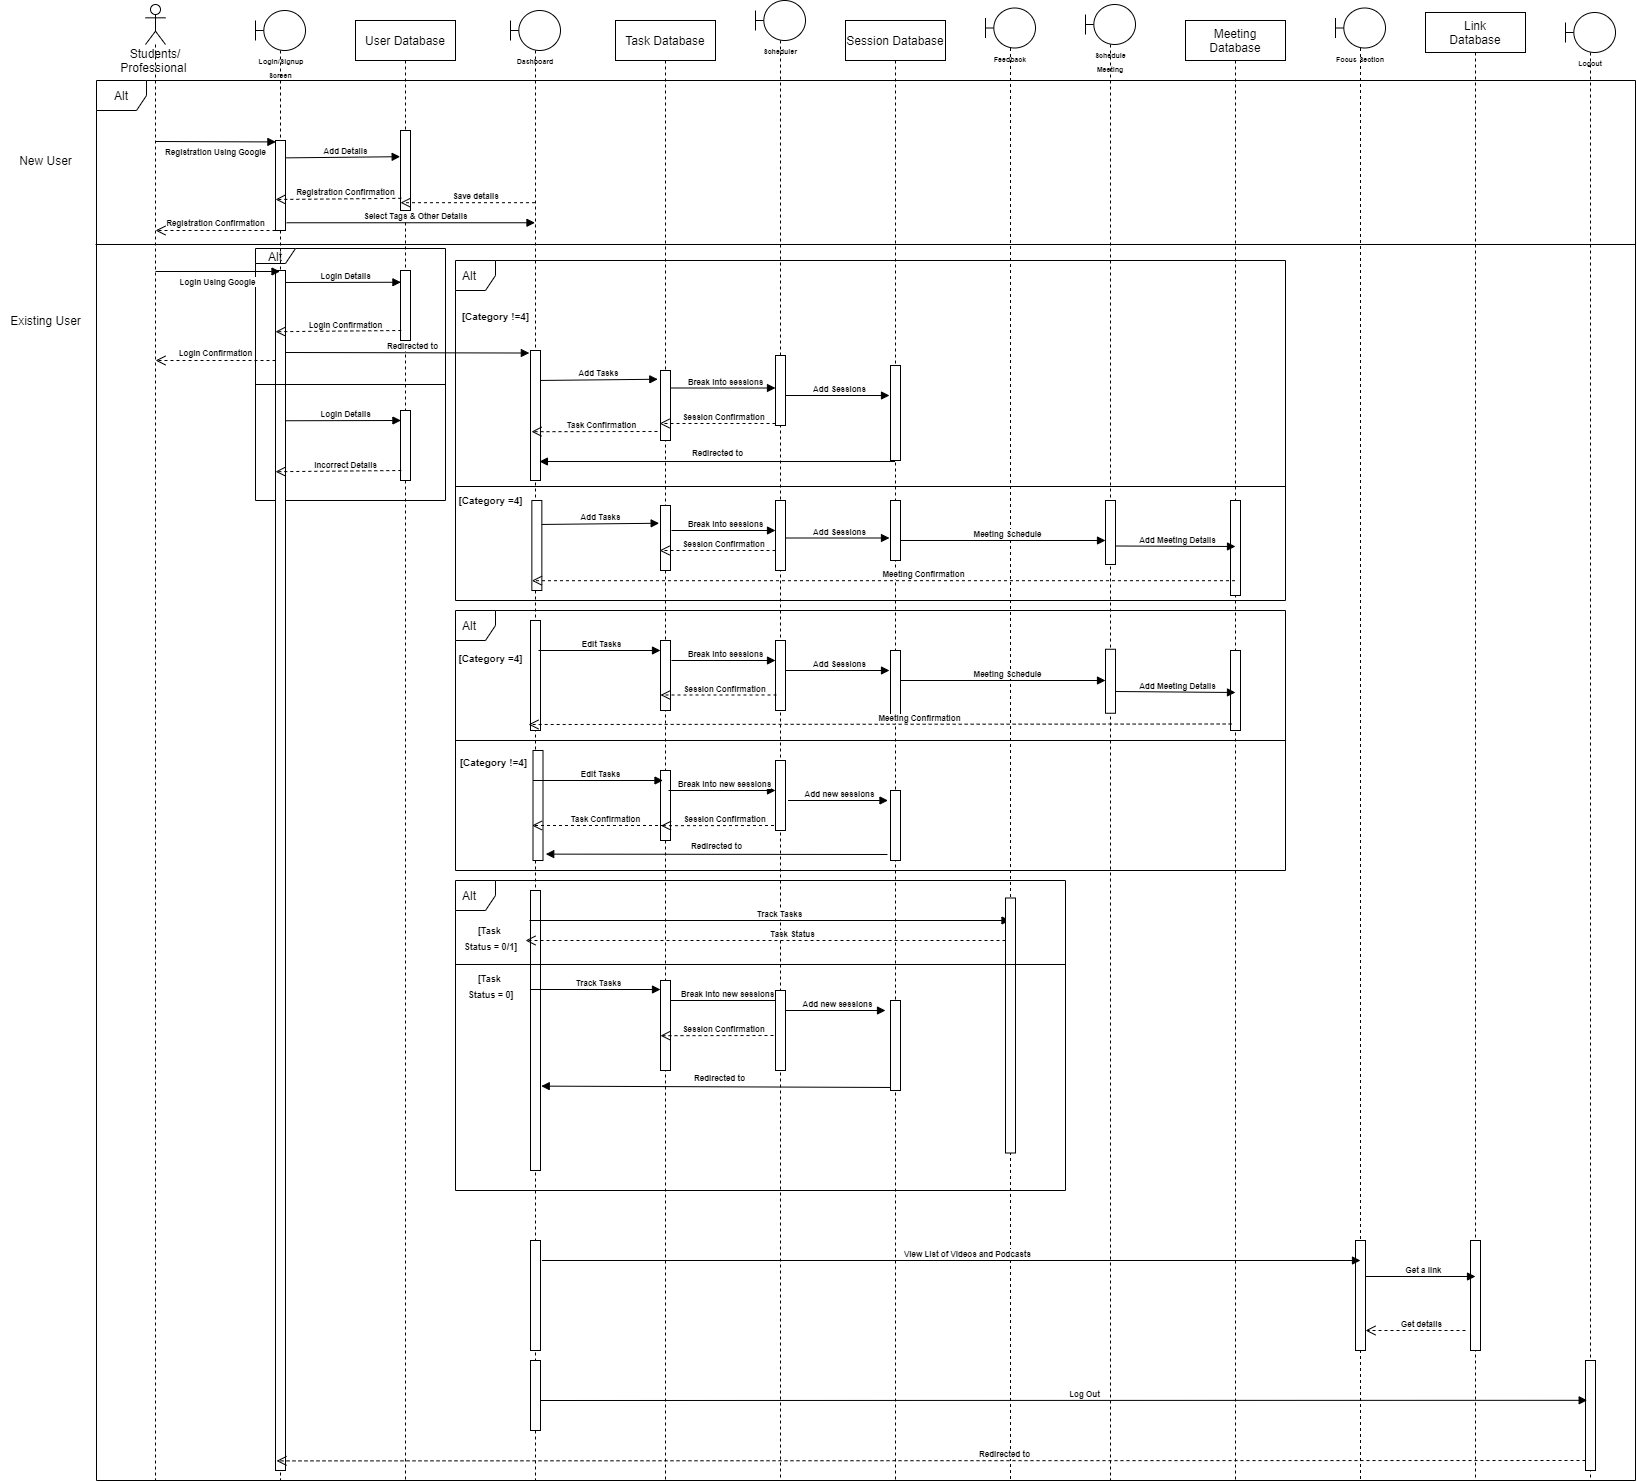 Students/
Professional
Login/Signup
Screen
User Database
Dashboard
Task Database
Scheduler
Session Database
Feedback
Schedule
Meeting
Meeting
Database
Focus Section
Link
Database
Logout
Alt
New User
Registration Using Google
Add Details
Registration Confirmation
Save details
Select Tags & Other Details
Registration Confirmation
Existing User
Alt
Login Using Google
Login Details
Login Confirmation
Login Confirmation
Redirected to
Login Details
Incorrect Details
Alt
[Category !=4]
Add Tasks
Break into sessions
Add Sessions
Session Confirmation
Task Confirmation
Redirected to
[Category =4]
Add Tasks
Break into sessions
Add Sessions
Meeting Schedule
Add Meeting Details
Session Confirmation
Meeting Confirmation
Alt
[Category =4]
Edit Tasks
Break into sessions
Add Sessions
Meeting Schedule
Add Meeting Details
Session Confirmation
Meeting Confirmation
[Category !=4]
Edit Tasks
Break into new sessions
Add new sessions
Task Confirmation
Session Confirmation
Redirected to
Alt
[Task
Status = 0/1]
Track Tasks
Task Status
[Task
Status = 0]
Track Tasks
Break into new sessions
Add new sessions
Session Confirmation
Redirected to
View List of Videos and Podcasts
Get a link
Get details
Log Out
Redirected to